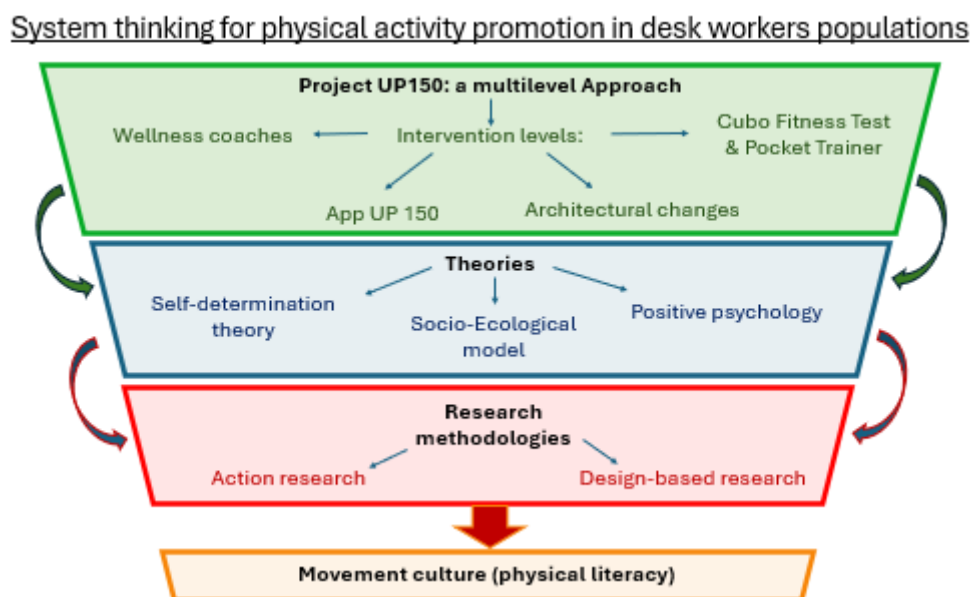 System thinking for physical activity promotion in desk workers populations
Project UP150: a multilevel Approach
Wellness coaches
Intervention levels:
Cubo Fitness Test
& Pocket Trainer
App UP 150
Architectural changes
Theories
Self-determination
theory
Socio-Ecological
model
Positive psychology
Research
methodologies
Action research
Design-based research
Movement culture (physical literacy)